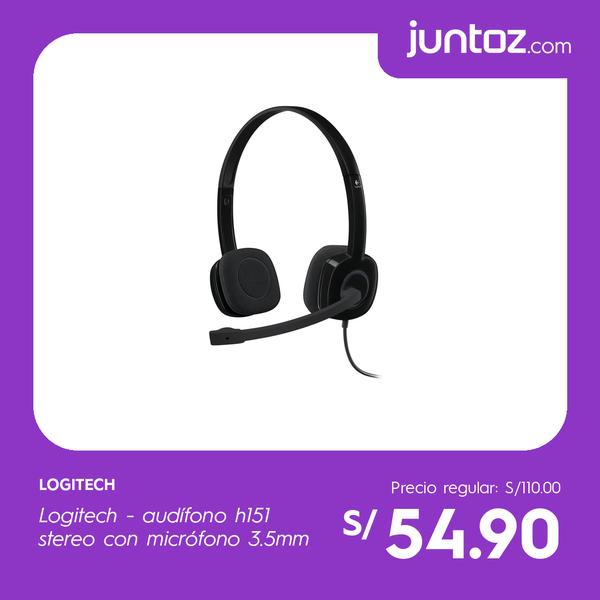 juntoz.com
LOGITECH
Logitech - audífono h151
stereo con micrófono 3.5mm
Precio regular: S/110.00
S/ 54.90